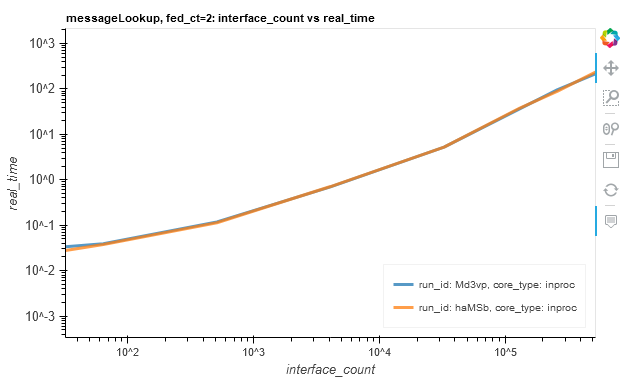 messageLookup, fed_ct=2: interface_count vs real_time
10^3
10^2
10^1
10^0
10^-1
10^-2
10^-3
real_time
run_id: Md3vp, core_type: inproc
run_id: haMSb, core_type: inproc
10^2
10^3
10^4
10^5
interface_count